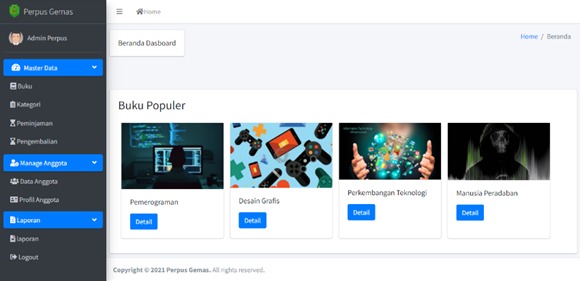 Perpus Gemas
Home
Admin Perpus
Beranda Dasboard
Home / Beranda
Master Data
Buku
Kategori
Peminjaman
Pengembalian
Manage Anggota
Data Anggota
Profil Anggota
Laporan
laporan
Logout
Buku Populer
Pemerograman
Detail
Desain Grafis
Detail
Perkembangan Teknologi
Detail
Manusia Peradaban
Detail
Copyright © 2021 Perpus Gemas. All rights reserved.